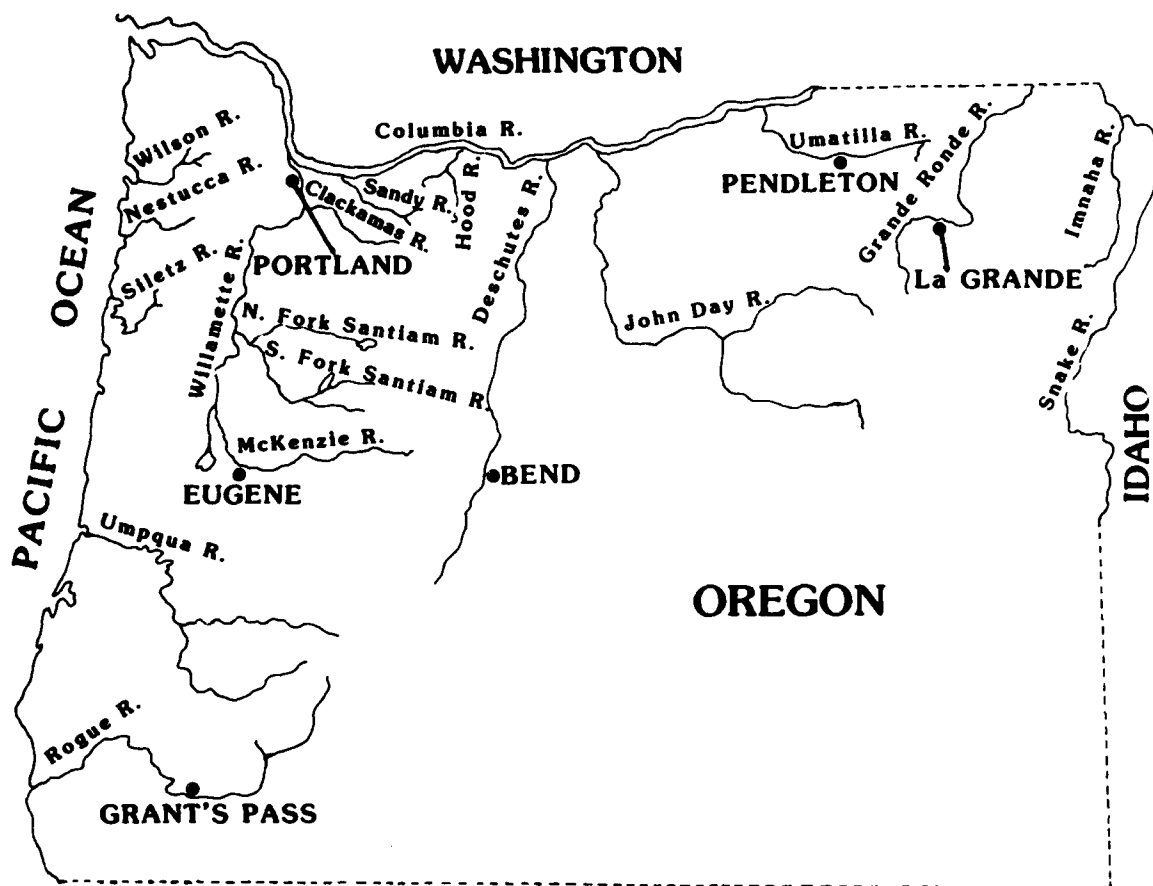 WASHINGTON
Columbia R.
Wilson R.
Nestucca R.
Siletz R.
PACIFIC OCEAN
Sandy R.
Clackamas R.
Hood R.
Deschutes R.
PORTLAND
Willamette R.
N. Fork Santiam R.
S. Fork Santiam R.
McKenzie R.
EUGENE
BEND
Umatilla R.
PENDLETON
Grande Ronde R.
Imnaha R.
La GRANDE
John Day R.
Snake R.
IDAHO
Umpqua R.
OREGON
Rogue R.
GRANT'S PASS